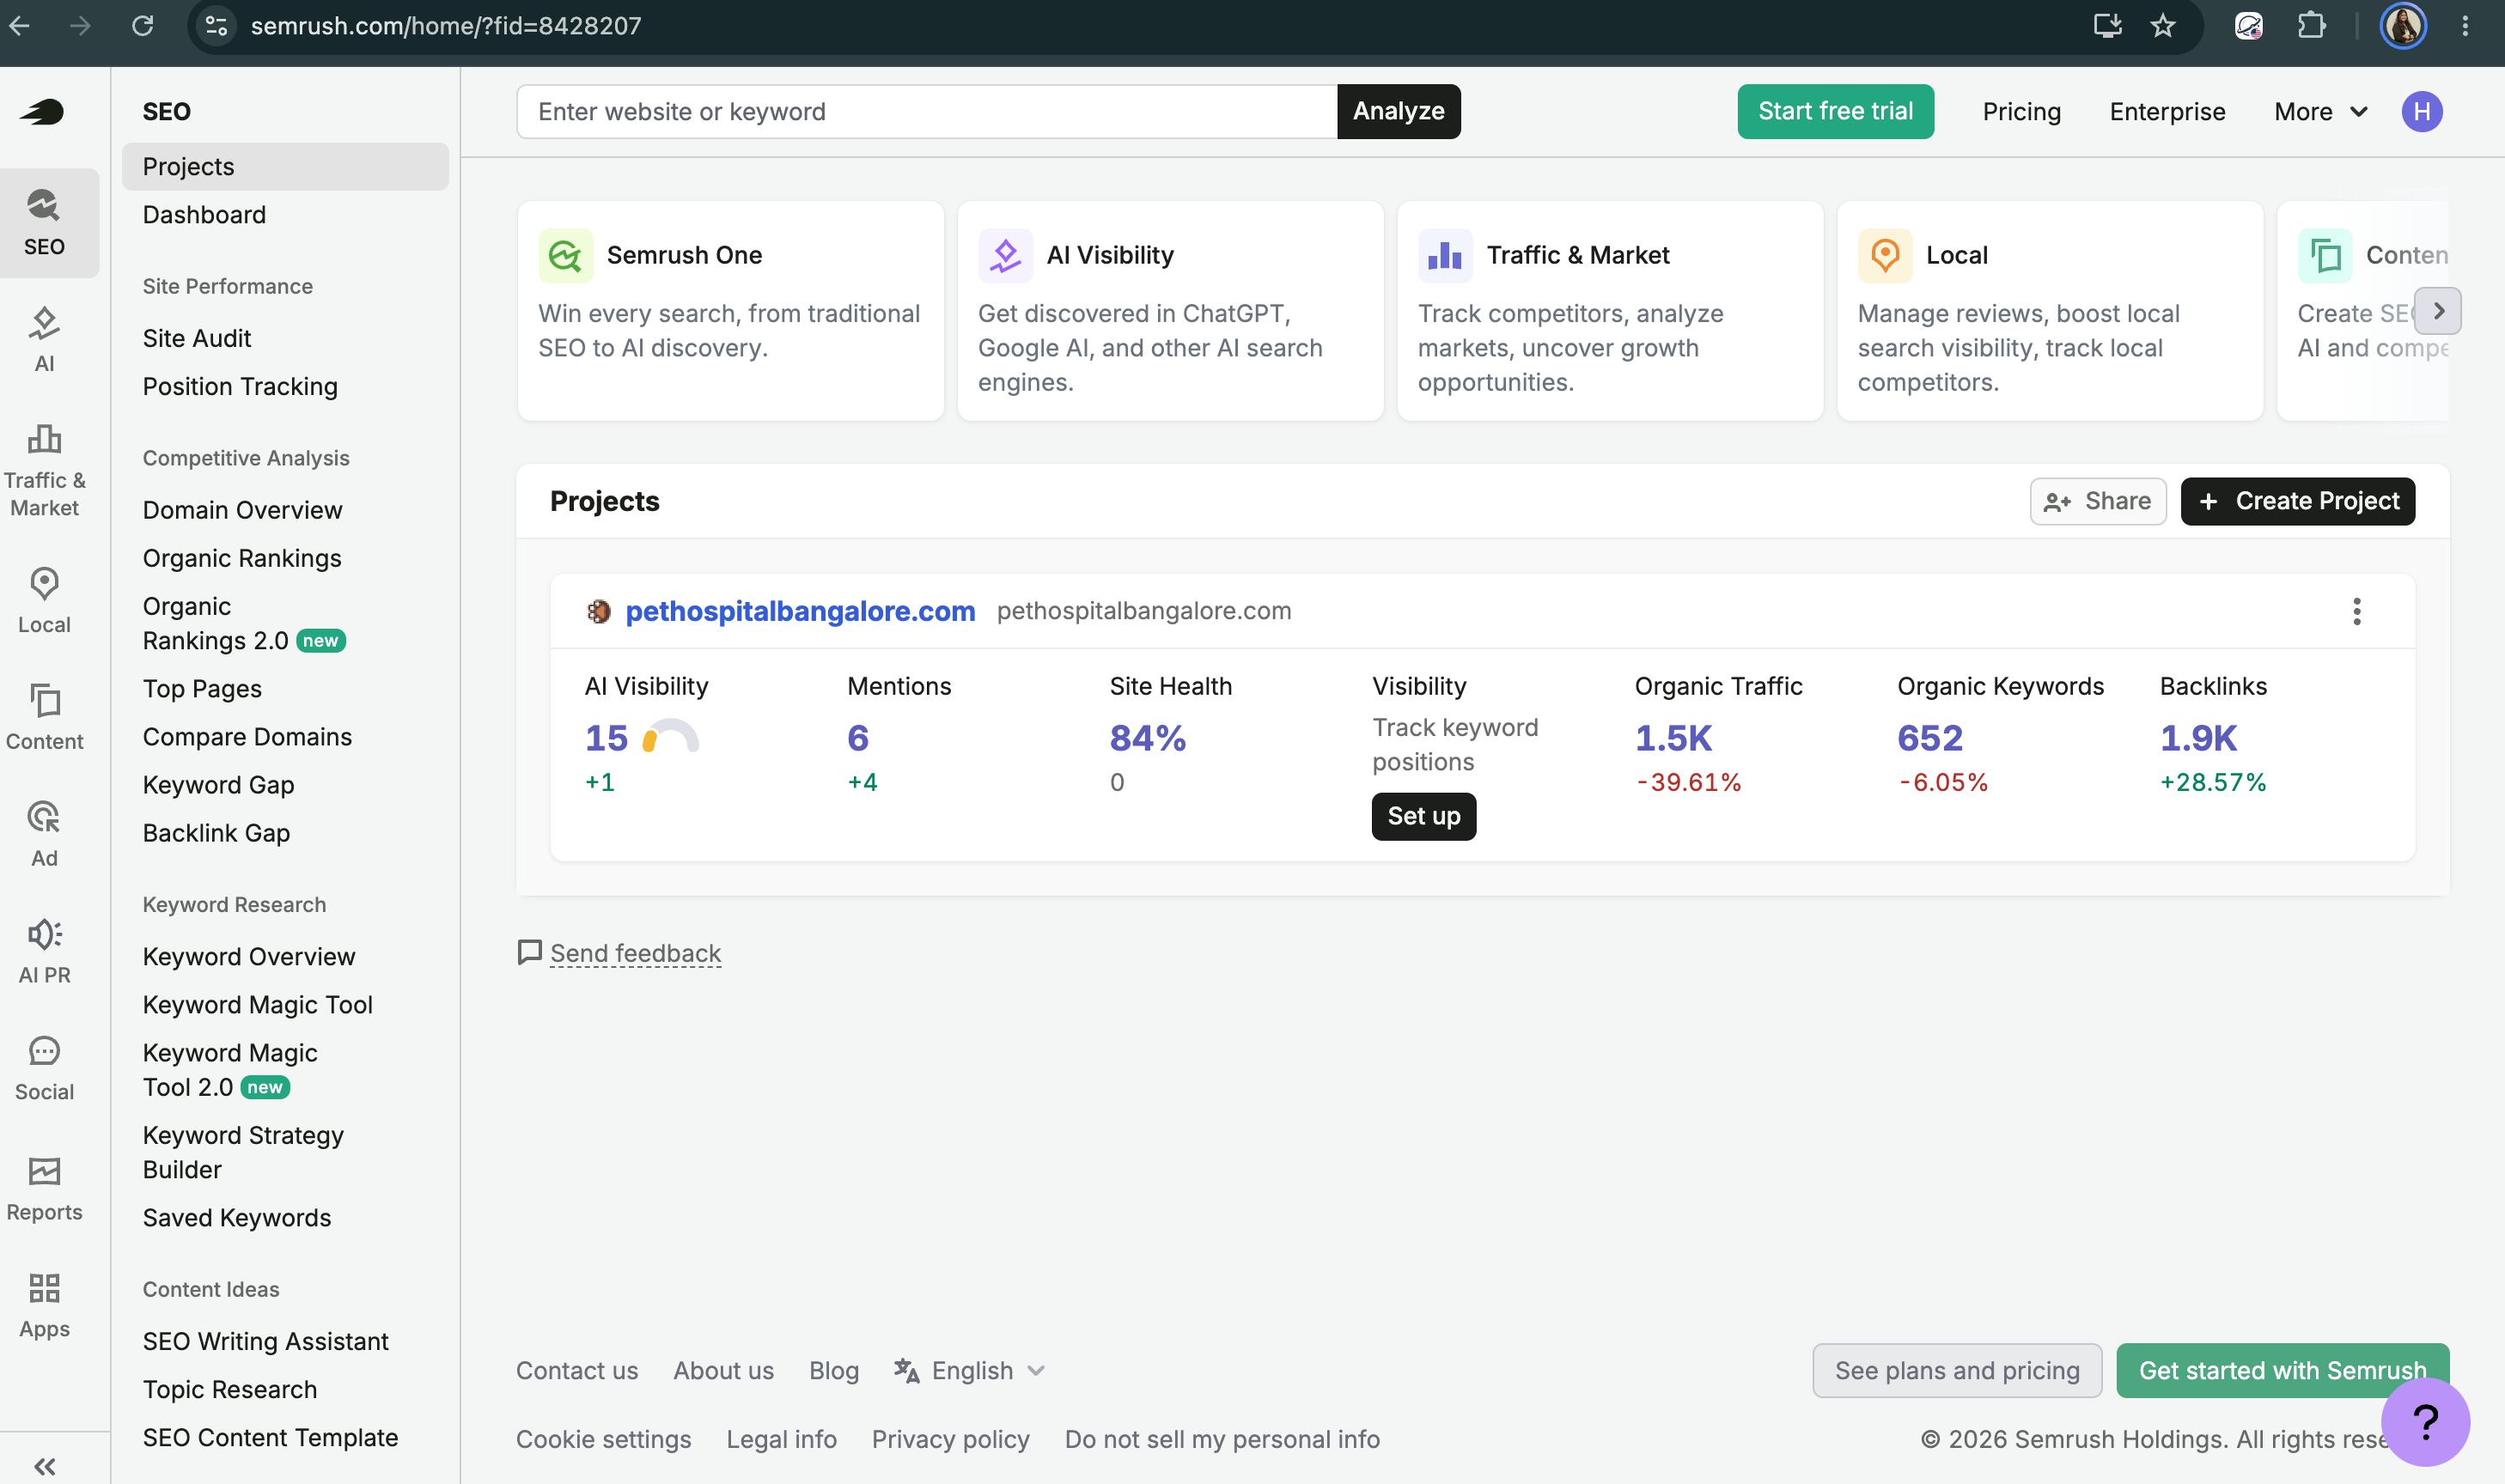 semrush.com/home/?fid=8428207
Enter website or keyword
Analyze
Start free trial
Pricing
Enterprise
More
H
SEO
AI
Traffic &
Market
Local
Content
Ad
AI PR
Social
Reports
Apps
SEO
Projects
Dashboard
Site Performance
Site Audit
Position Tracking
Competitive Analysis
Domain Overview
Organic Rankings
Organic
Rankings 2.0 new
Top Pages
Compare Domains
Keyword Gap
Backlink Gap
Keyword Research
Keyword Overview
Keyword Magic Tool
Keyword Magic
Tool 2.0 new
Keyword Strategy
Builder
Saved Keywords
Content Ideas
SEO Writing Assistant
Topic Research
SEO Content Template
Semrush One
Win every search, from traditional
SEO to AI discovery.
AI Visibility
Get discovered in ChatGPT,
Google AI, and other AI search
engines.
Traffic & Market
Track competitors, analyze
markets, uncover growth
opportunities.
Local
Manage reviews, boost local
search visibility, track local
competitors.
Conten
Create SE
AI and compe
Projects
Share
+ Create Project
pethospitalbangalore.com pethospitalbangalore.com
AI Visibility
15
+1
Mentions
6
+4
Site Health
84%
0
Visibility
Track keyword
positions
Set up
Organic Traffic
1.5K
-39.61%
Organic Keywords
652
-6.05%
Backlinks
1.9K
+28.57%
Send feedback
Contact us
About us
Blog
English
See plans and pricing
Get started with Semrush
Cookie settings
Legal info
Privacy policy
Do not sell my personal info
© 2026 Semrush Holdings. All rights rese
?